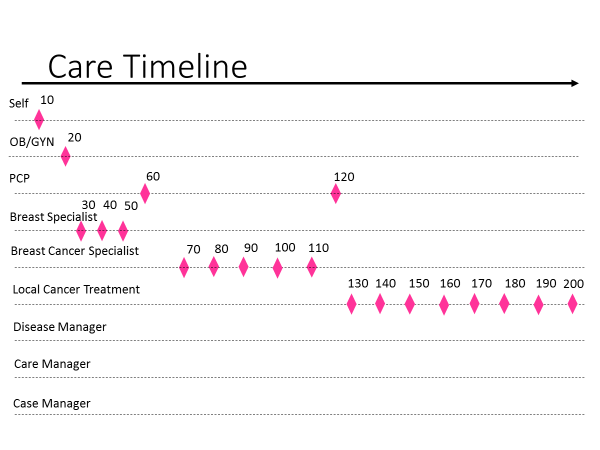 Care Timeline
Self 10
OB/GYN 20
PCP 60 120
Breast Specialist 30 40 50
Breast Cancer Specialist 70 80 90 100 110
Local Cancer Treatment 130 140 150 160 170 180 190 200
Disease Manager
Care Manager
Case Manager